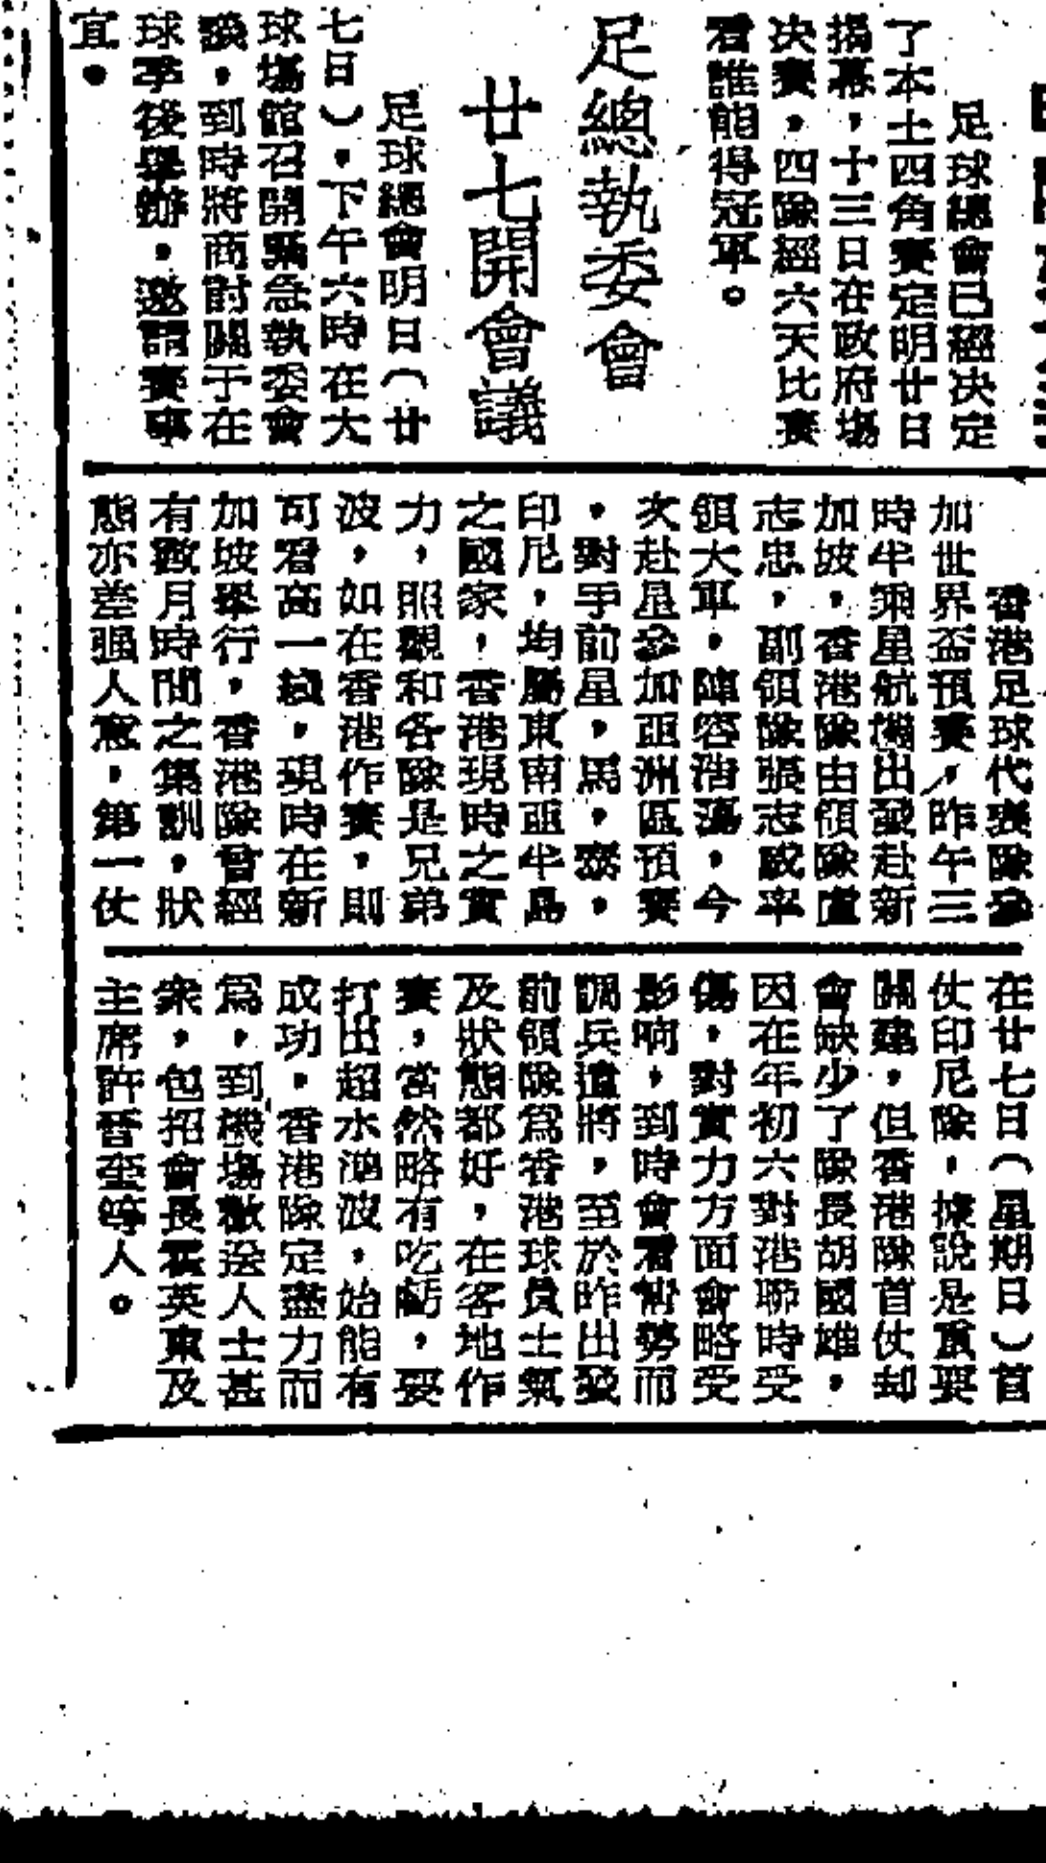 足球總會已經決定
了本土四角賽定明廿日
揭幕，十三日在政府場
決賽，四隊經六天比賽
看誰能得冠軍。
足總執委會
廿七開會議
足球總會明日（廿
七日），下午六時在大
球塲館召開緊急執委會
議，到時將商討關于在
球季後舉辦，邀請賽事
宜。
香港足球代表隊參
加世界盃預賽，昨午三
時半乘星航機出發赴新
加坡，香港隊由領隊盧
志忠，副領隊張志威率
領大軍，陣容浩蕩，今
次赴星參加亞洲區預賽
，對手前星，馬，泰，
印尼，均屬東南亞半島
之國家，香港現時之實
力，照觀和各隊是兄弟
波，如在香港作賽，則
可看高一綫，現時在新
加坡舉行，香港隊曾經
有數月時間之集訓，狀
態亦差強人意，第一仗
在廿七日（星期日）首
仗印尼隊，據說是重要
關鍵，但香港隊首仗却
會缺少了隊長胡國雄，
因在年初六對港聯時受
傷，對實力方面會略受
影响，到時會看情勢而
調兵遣將，至於昨出發
前領隊爲香港球員士氣
及狀態都好，在客地作
賽，當然略有吃虧，要
打出超水準波，始能有
成功，香港隊定盡力而
爲，到機塲歡送人士甚
衆，包括會長霍英東及
主席許晉奎等人。